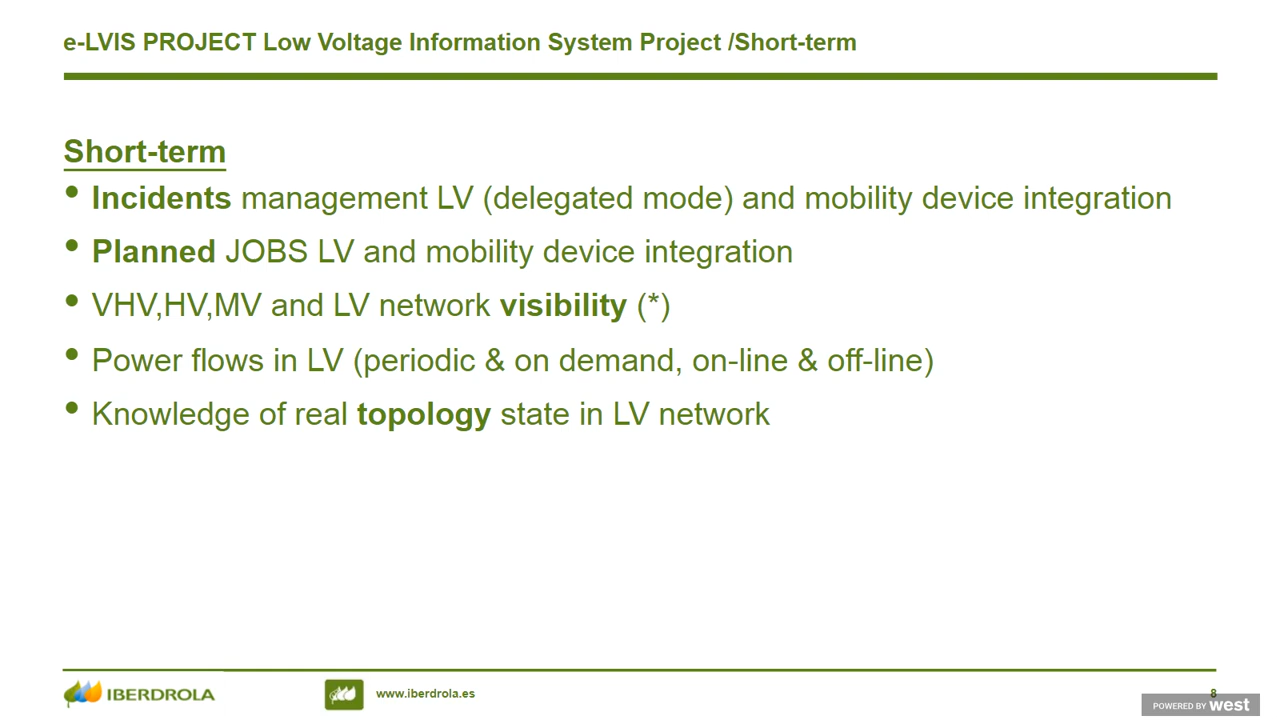 e-LVIS PROJECT Low Voltage Information System Project /Short-term
Short-term
• Incidents management LV (delegated mode) and mobility device integration
• Planned JOBS LV and mobility device integration
• VHV,HV,MV and LV network visibility (*)
• Power flows in LV (periodic & on demand, on-line & off-line)
• Knowledge of real topology state in LV network
IBERDROLA
www.iberdrola.es
8
POWERED BY west